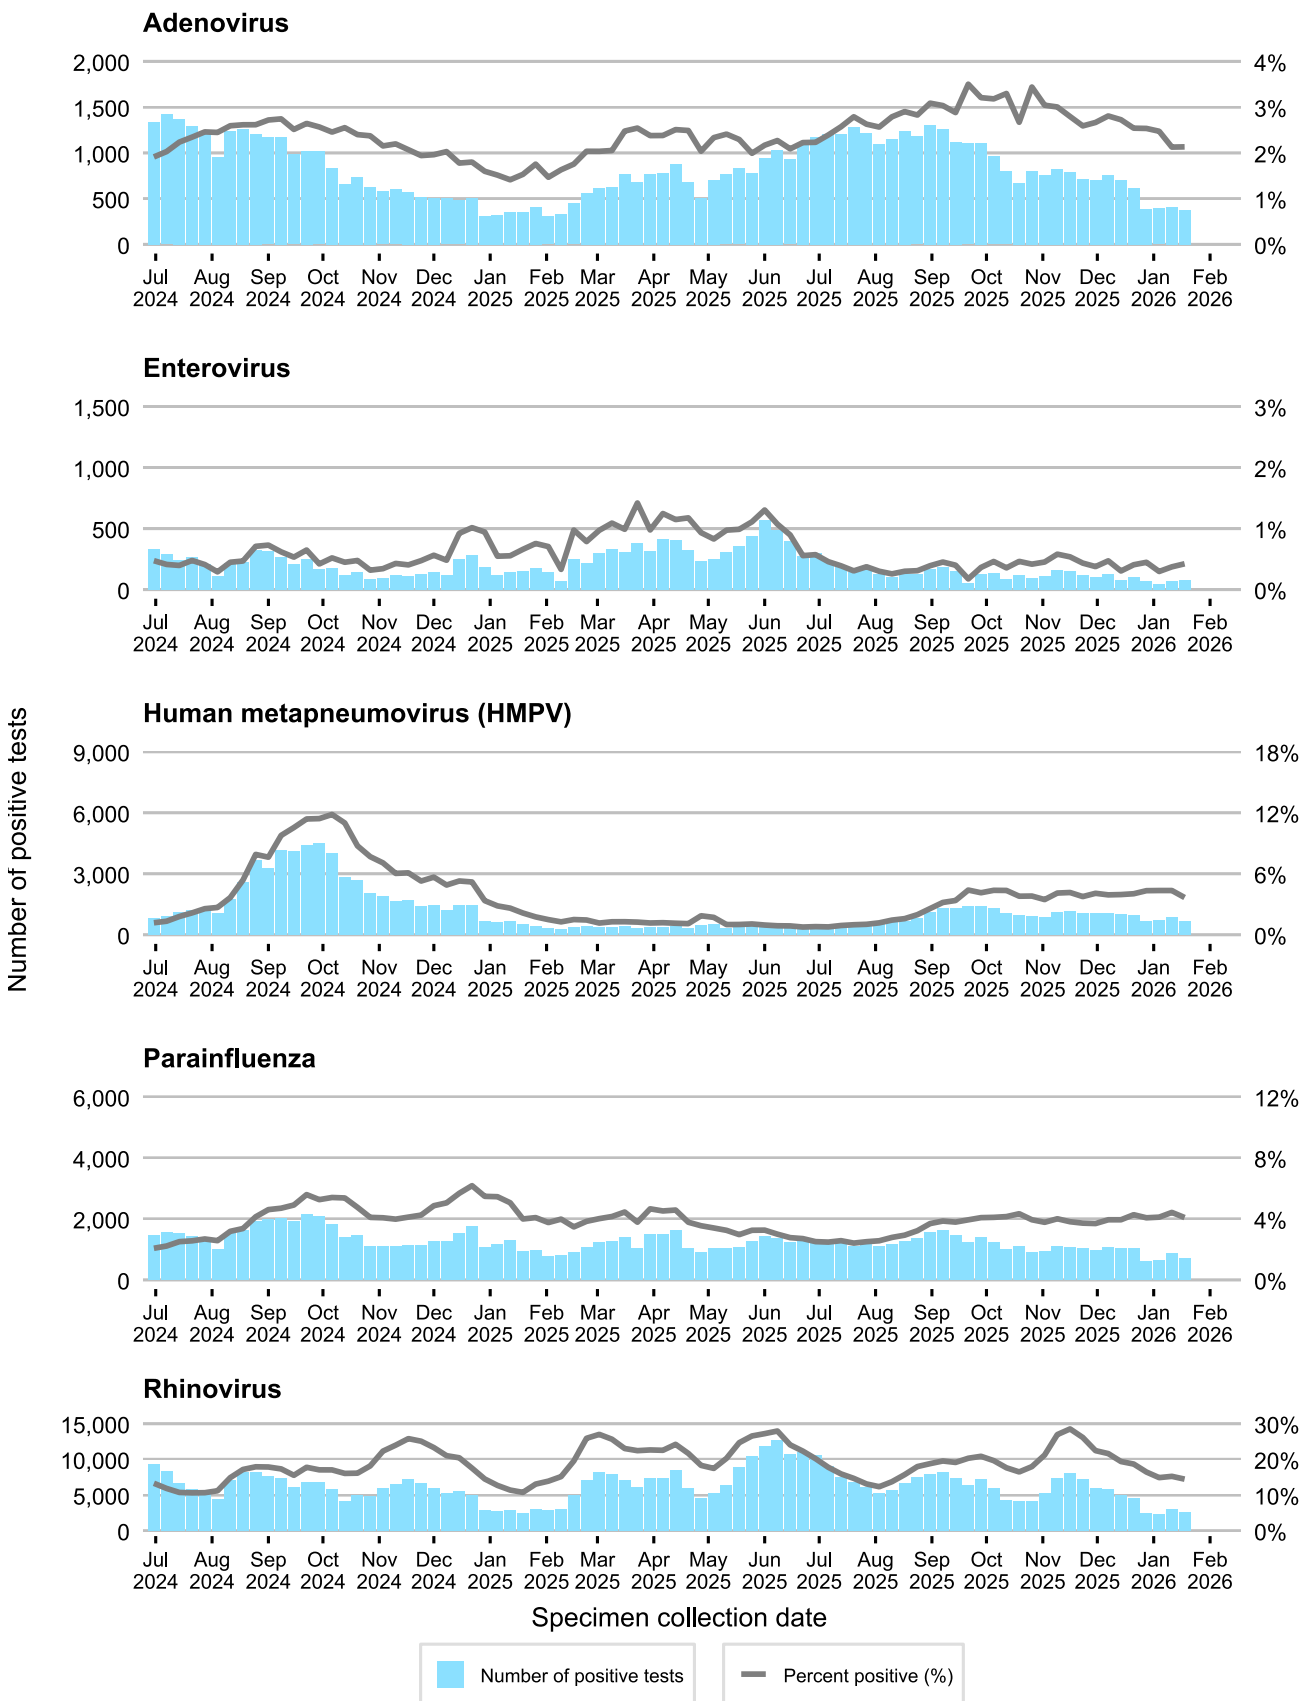 Adenovirus
2,000 4%
1,500 3%
1,000 2%
500 1%
0 0%
Jul Aug Sep Oct Nov Dec Jan Feb Mar Apr May Jun Jul Aug Sep Oct Nov Dec Jan Feb
2024 2024 2024 2024 2024 2024 2025 2025 2025 2025 2025 2025 2025 2025 2025 2025 2025 2025 2026 2026
Enterovirus
1,500 3%
1,000 2%
500 1%
0 0%
Jul Aug Sep Oct Nov Dec Jan Feb Mar Apr May Jun Jul Aug Sep Oct Nov Dec Jan Feb
2024 2024 2024 2024 2024 2024 2025 2025 2025 2025 2025 2025 2025 2025 2025 2025 2025 2025 2026 2026
Number of positive tests
Human metapneumovirus (HMPV)
9,000 18%
6,000 12%
3,000 6%
0 0%
Jul Aug Sep Oct Nov Dec Jan Feb Mar Apr May Jun Jul Aug Sep Oct Nov Dec Jan Feb
2024 2024 2024 2024 2024 2024 2025 2025 2025 2025 2025 2025 2025 2025 2025 2025 2025 2025 2026 2026
Parainfluenza
6,000 12%
4,000 8%
2,000 4%
0 0%
Jul Aug Sep Oct Nov Dec Jan Feb Mar Apr May Jun Jul Aug Sep Oct Nov Dec Jan Feb
2024 2024 2024 2024 2024 2024 2025 2025 2025 2025 2025 2025 2025 2025 2025 2025 2025 2025 2026 2026
Rhinovirus
15,000 30%
10,000 20%
5,000 10%
0 0%
Jul Aug Sep Oct Nov Dec Jan Feb Mar Apr May Jun Jul Aug Sep Oct Nov Dec Jan Feb
2024 2024 2024 2024 2024 2024 2025 2025 2025 2025 2025 2025 2025 2025 2025 2025 2025 2025 2026 2026
Specimen collection date
Number of positive tests Percent positive (%)